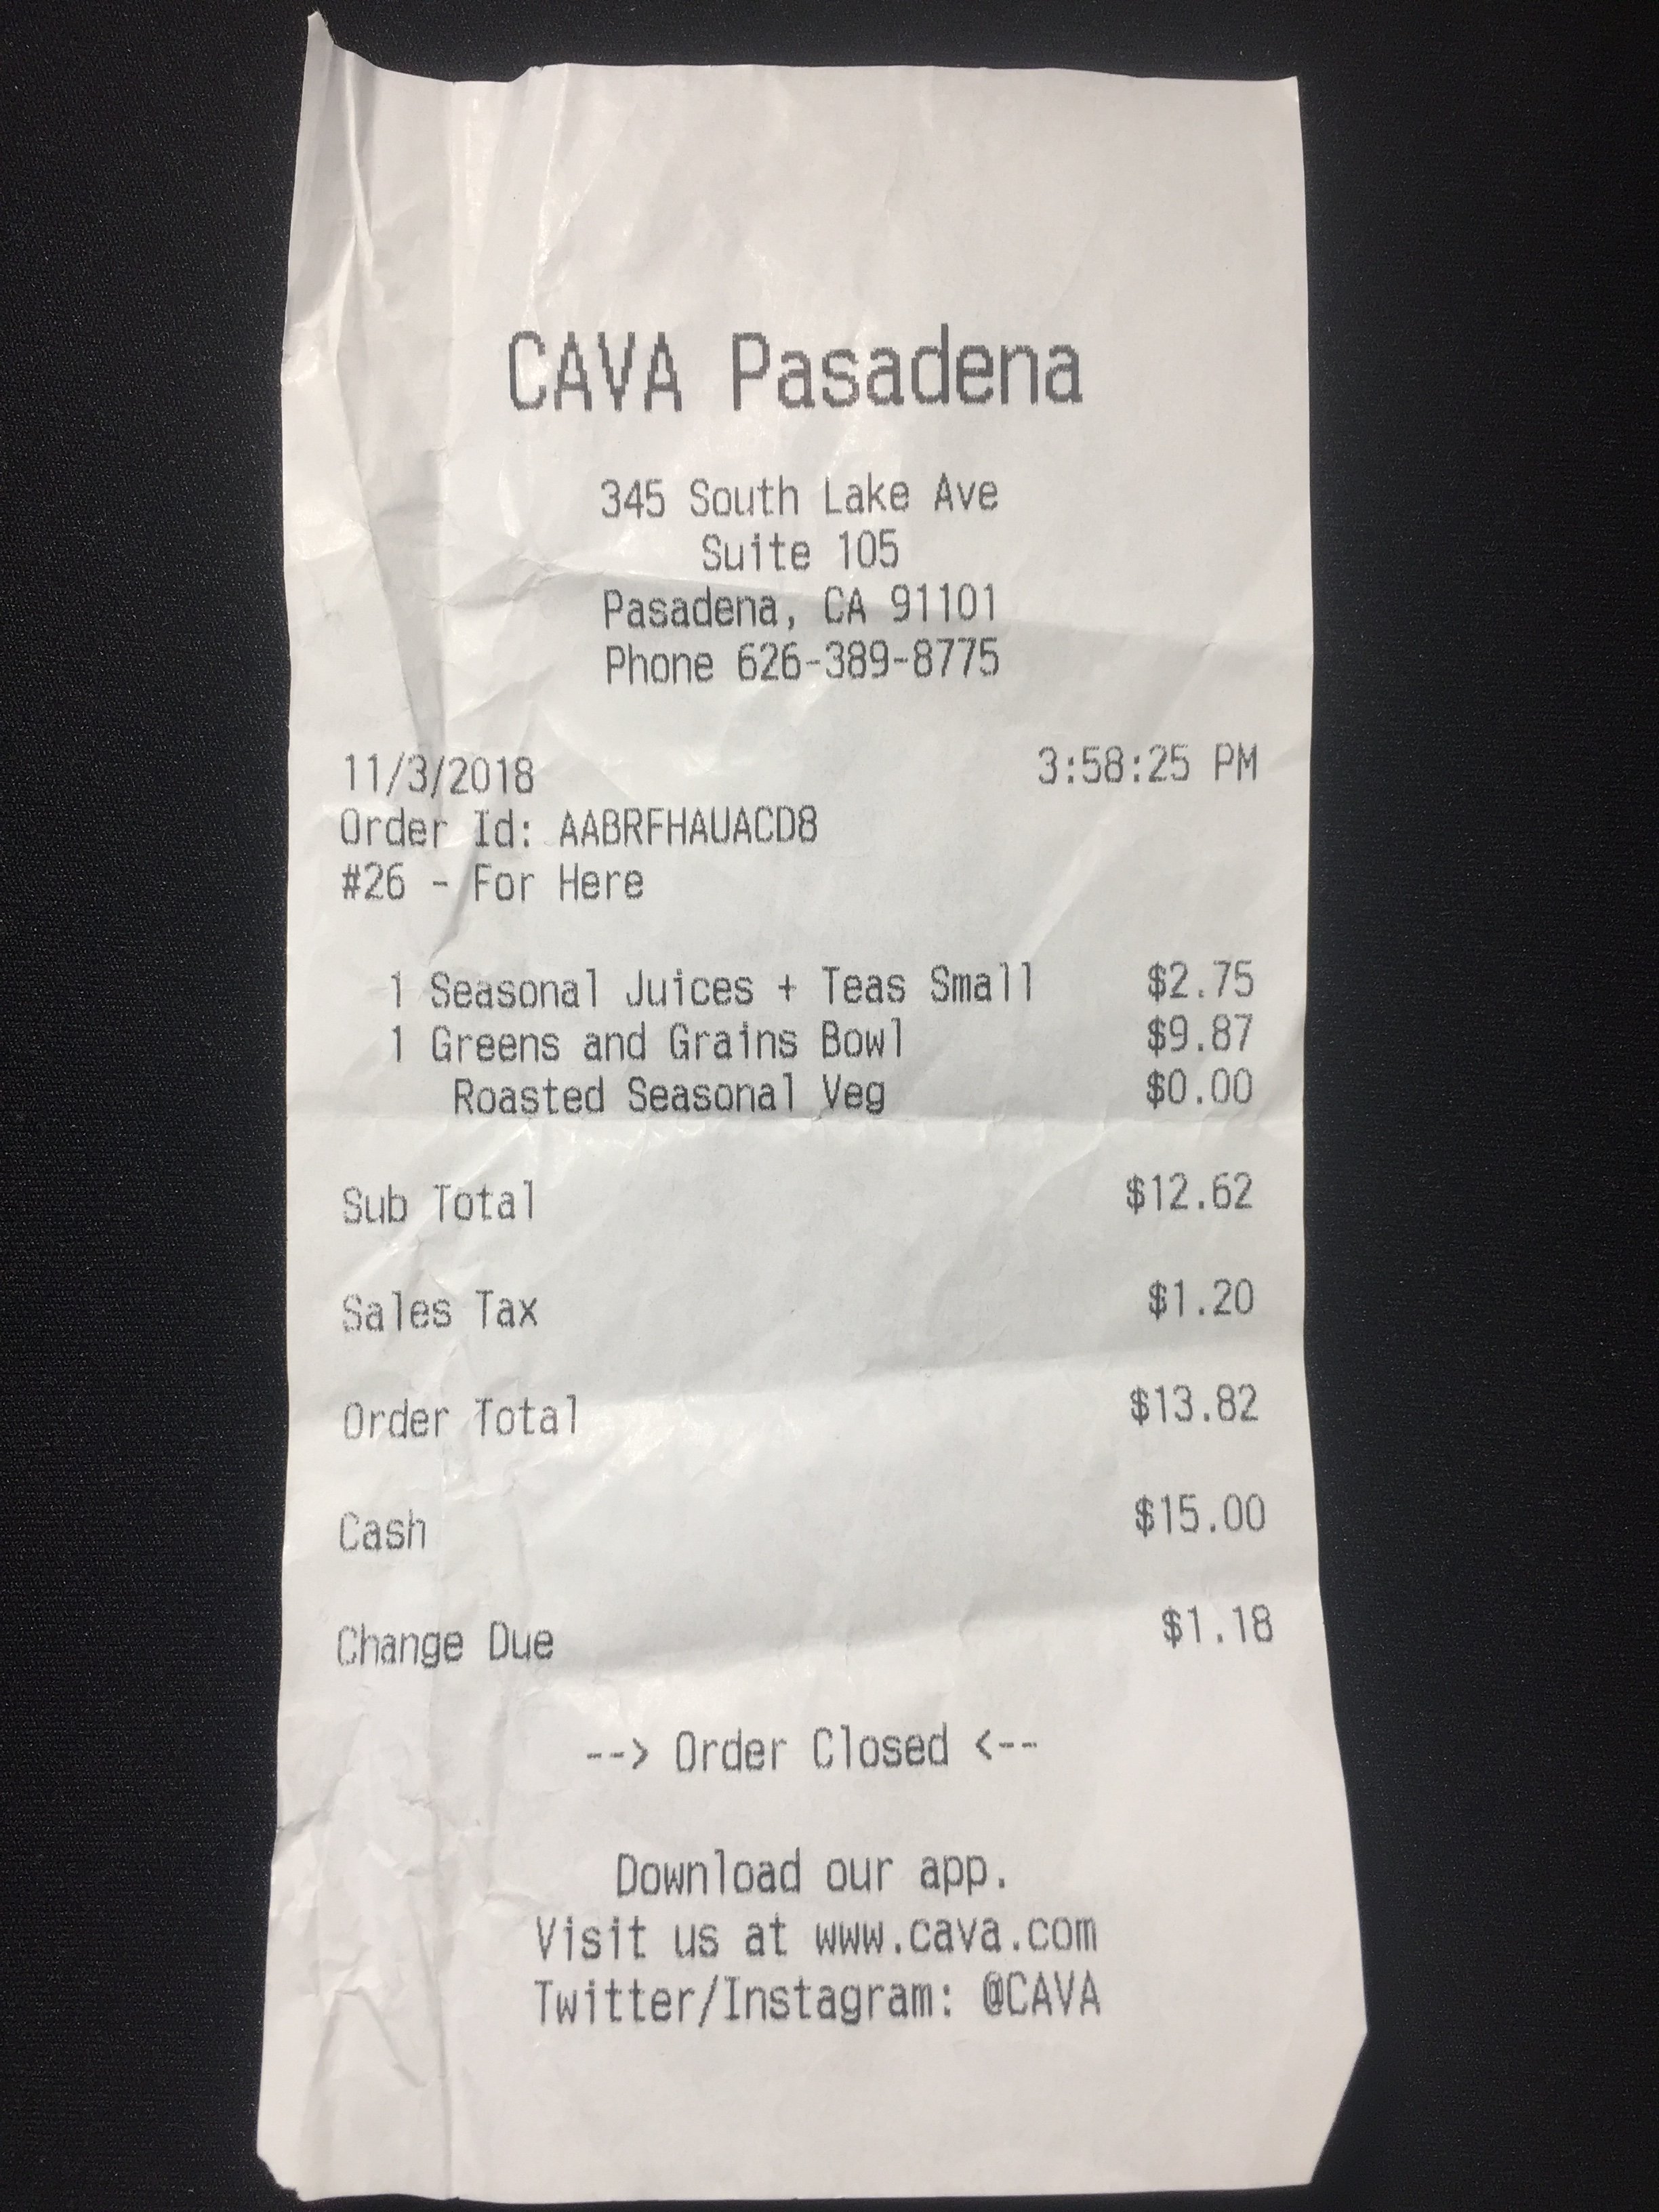 CAVA Pasadena
345 South Lake Ave
Suite 105
Pasadena, CA 91101
Phone 626-389-8775
11/3/2018 3:58:25 PM
Order Id: AABRFHAUACD8
#26 - For Here
1 Seasonal Juices + Teas Small $2.75
1 Greens and Grains Bowl $9.87
Roasted Seasonal Veg $0.00
Sub Total $12.62
Sales Tax $1.20
Order Total $13.82
Cash $15.00
Change Due $1.18
--> Order Closed <--
Download our app.
Visit us at www.cava.com
Twitter/Instagram: @CAVA